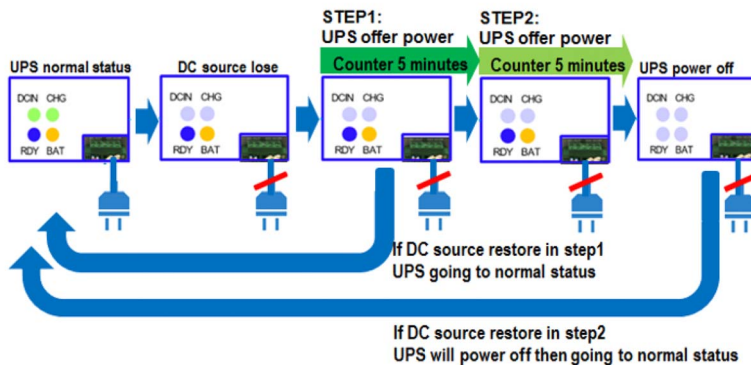 STEP1:
UPS offer power
STEP2:
UPS offer power
UPS normal status
DC source lose
Counter 5 minutes
Counter 5 minutes
UPS power off
DCIN CHG
RDY BAT
DCIN CHG
RDY BAT
DCIN CHG
RDY BAT
DCIN CHG
RDY BAT
DCIN CHG
RDY BAT
If DC source restore in step1
UPS going to normal status
If DC source restore in step2
UPS will power off then going to normal status